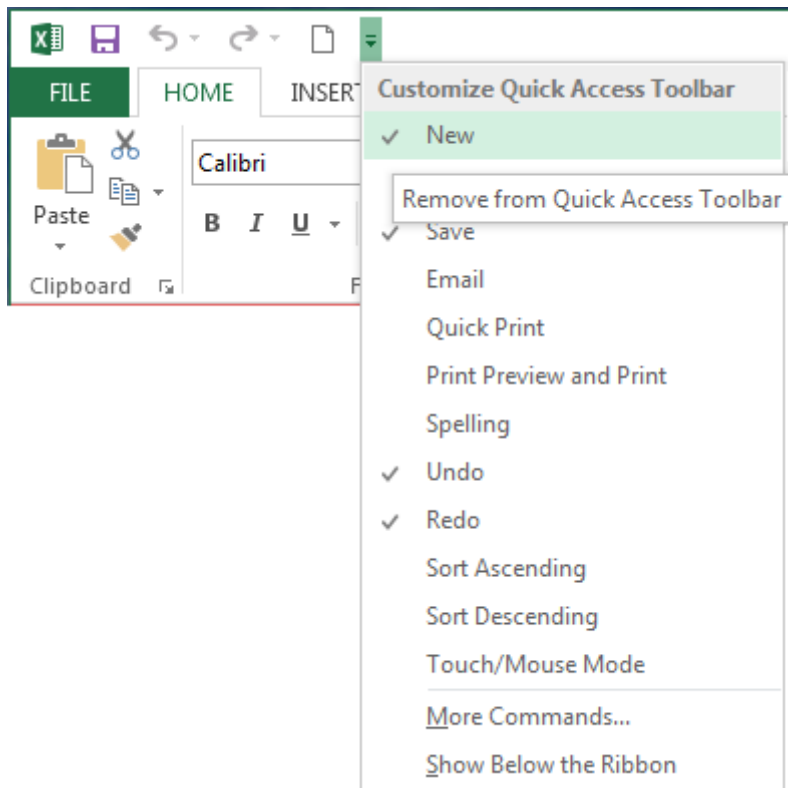 FILE
HOME
INSER
Customize Quick Access Toolbar
New
Calibri
Remove from Quick Access Toolbar
Paste
B I U
Save
Email
Clipboard
F
Quick Print
Print Preview and Print
Spelling
Undo
Redo
Sort Ascending
Sort Descending
Touch/Mouse Mode
More Commands...
Show Below the Ribbon